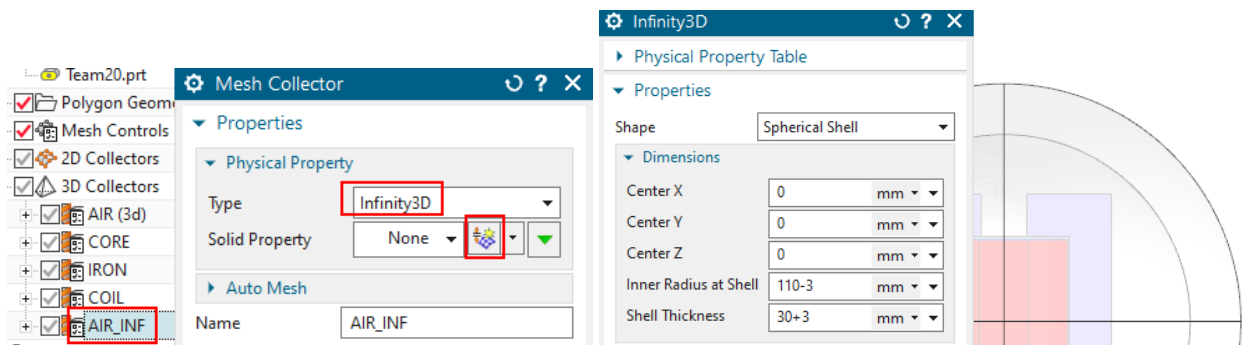 Team20.prt
Polygon Geom
Mesh Controls
2D Collectors
3D Collectors
AIR (3d)
CORE
IRON
COIL
AIR_INF
Mesh Collector
?
Properties
Physical Property
Type Infinity3D
Solid Property None
Auto Mesh
Name AIR_INF
Infinity3D
?
Physical Property Table
Properties
Shape Spherical Shell
Dimensions
Center X 0 mm
Center Y 0 mm
Center Z 0 mm
Inner Radius at Shell 110-3 mm
Shell Thickness 30+3 mm